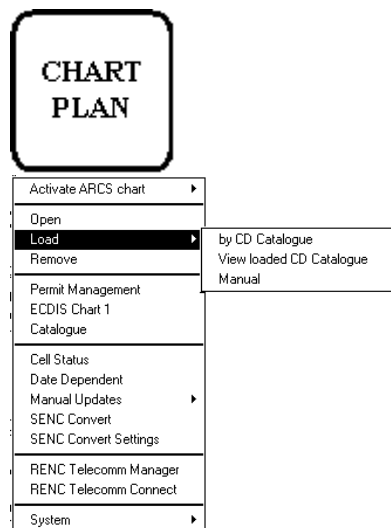 CHART
PLAN
Activate ARCS chart
Open
Load
by CD Catalogue
View loaded CD Catalogue
Manual
Remove
Permit Management
ECDIS Chart 1
Catalogue
Cell Status
Date Dependent
Manual Updates
SENC Convert
SENC Convert Settings
RENC Telecomm Manager
RENC Telecomm Connect
System